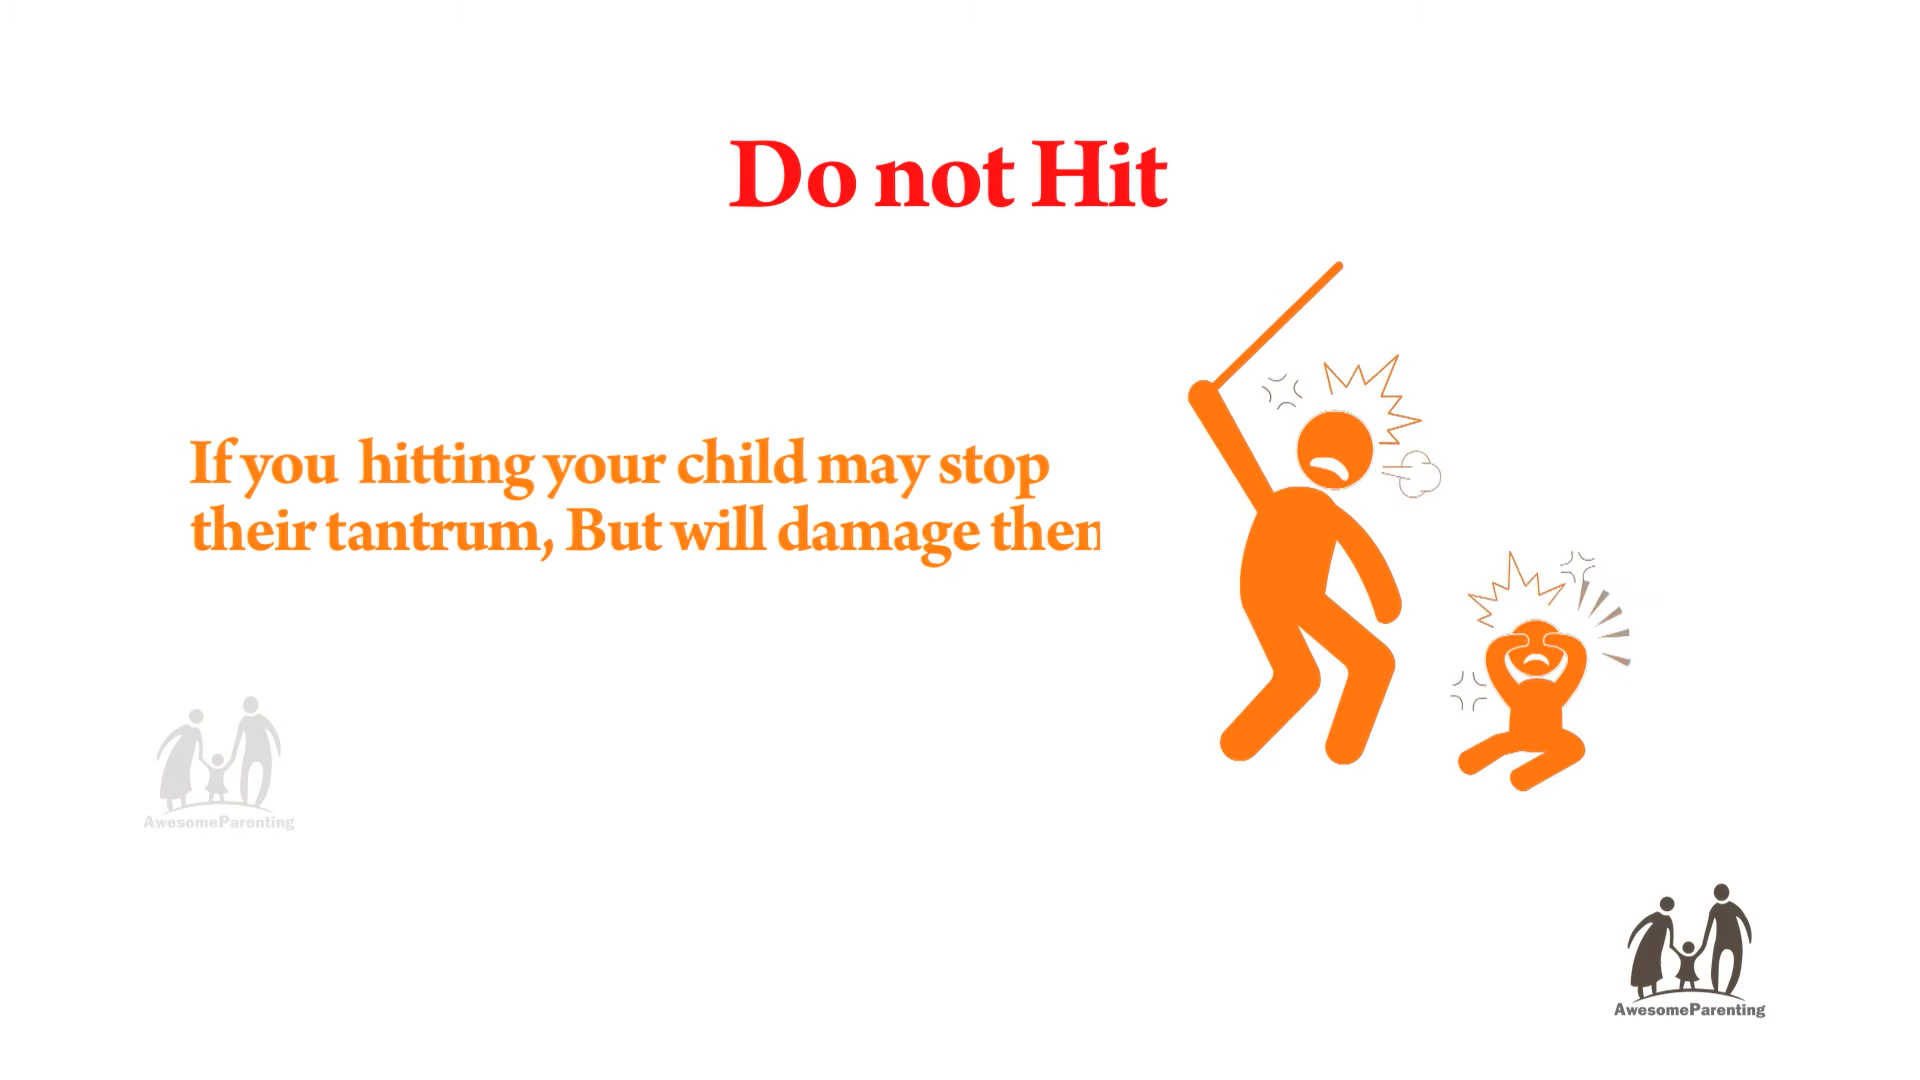 Do not Hit
If you hitting your child may stop
their tantrum, But will damage
AwesomeParenting
AwesomeParenting